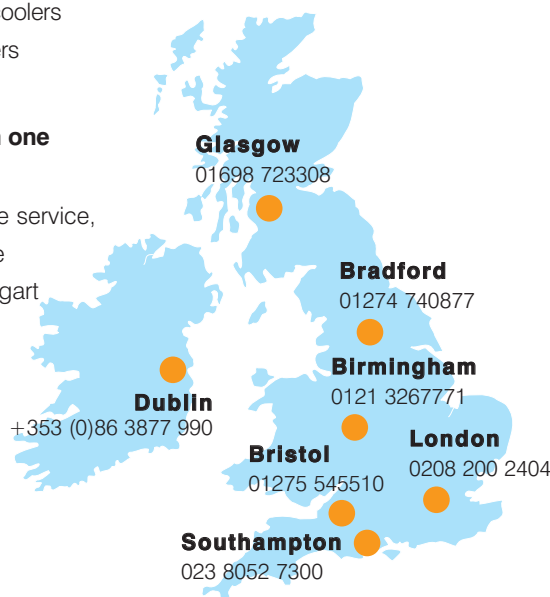 oolers
rs
one
e service,
e
gart
Glasgow
01698 723308
Bradford
01274 740877
Birmingham
0121 3267771
Dublin
+353 (0)86 3877 990
London
0208 200 2404
Bristol
01275 545510
Southampton
023 8052 7300